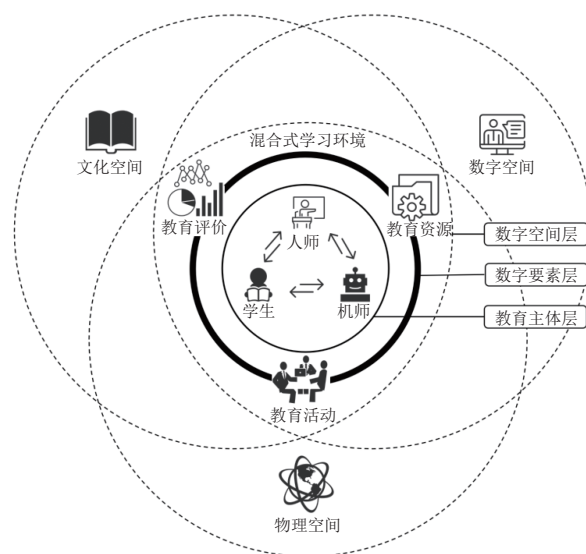 混合式学习环境
文化空间
数字空间
教育评价
教育资源
人师
数字空间层
数字要素层
学生
机师
教育主体层
教育活动
物理空间